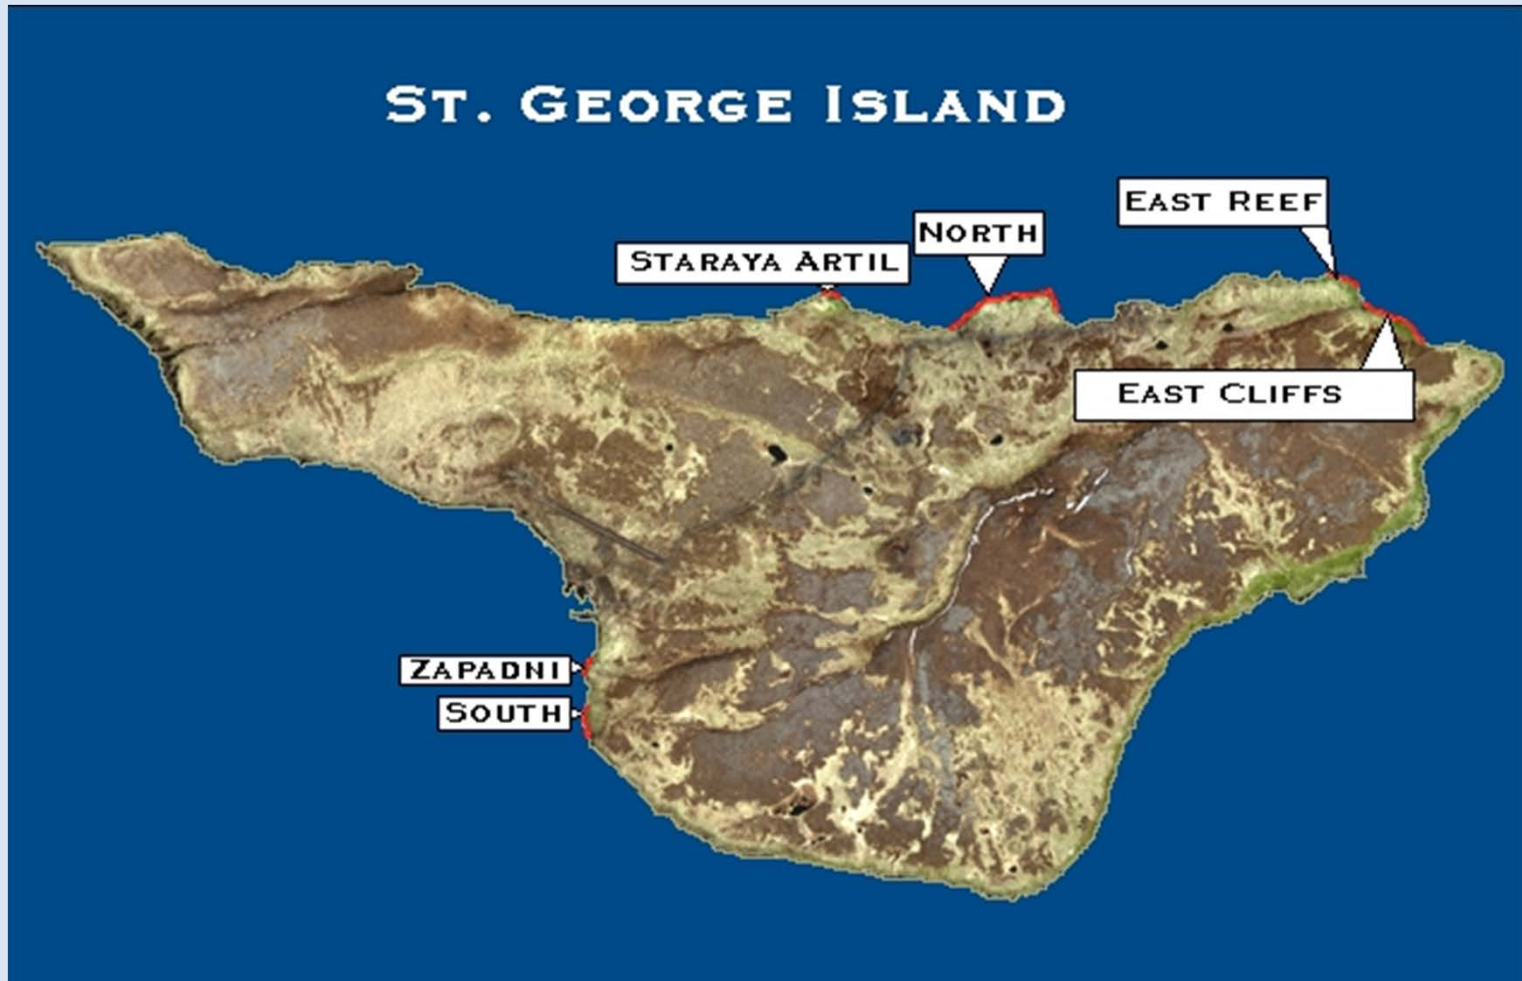 St. George Island
East Reef
North
Staraya Artil
East Cliffs
Zapadni
South